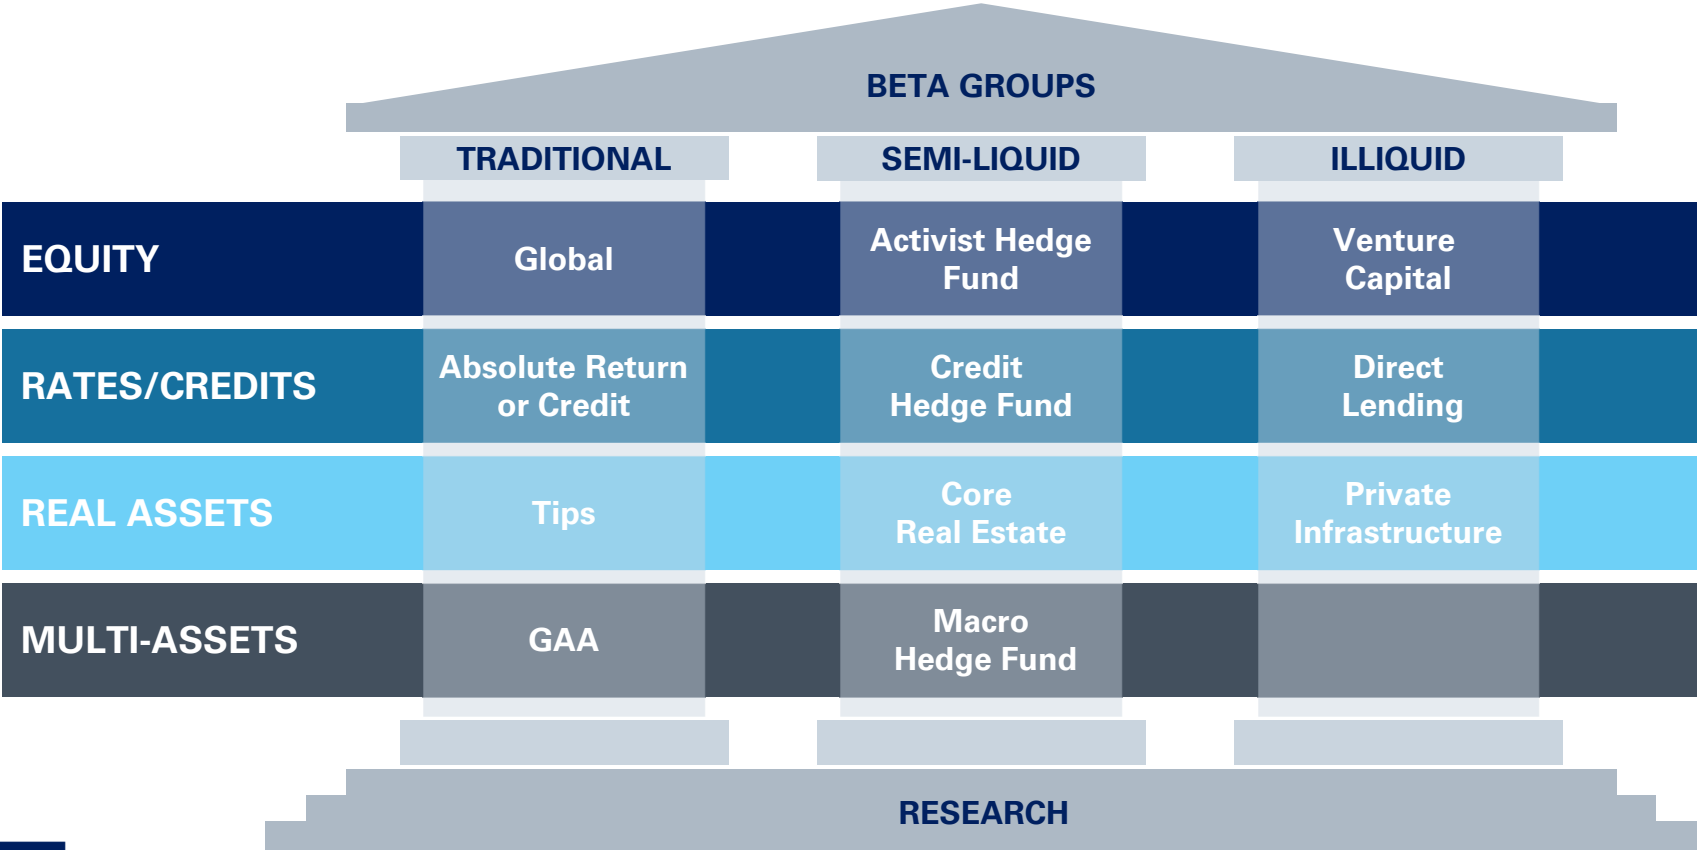 BETA GROUPS
TRADITIONAL
SEMI-LIQUID
ILLIQUID
EQUITY
Global
Activist Hedge
Fund
Venture
Capital
RATES/CREDITS
Absolute Return
or Credit
Credit
Hedge Fund
Direct
Lending
REAL ASSETS
Tips
Core
Real Estate
Private
Infrastructure
MULTI-ASSETS
GAA
Macro
Hedge Fund
RESEARCH